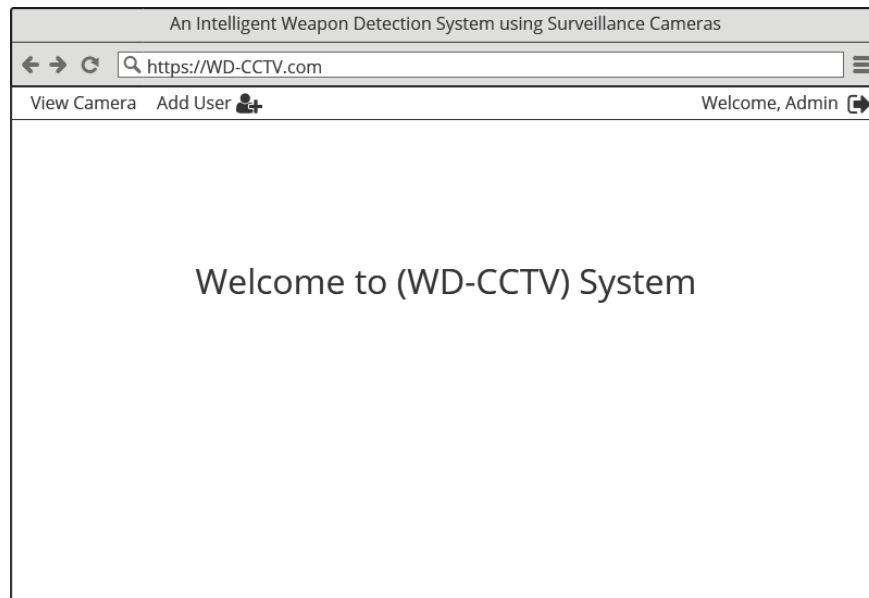 An Intelligent Weapon Detection System using Surveillance Cameras
https://WD-CCTV.com
View Camera Add User Welcome, Admin
Welcome to (WD-CCTV) System